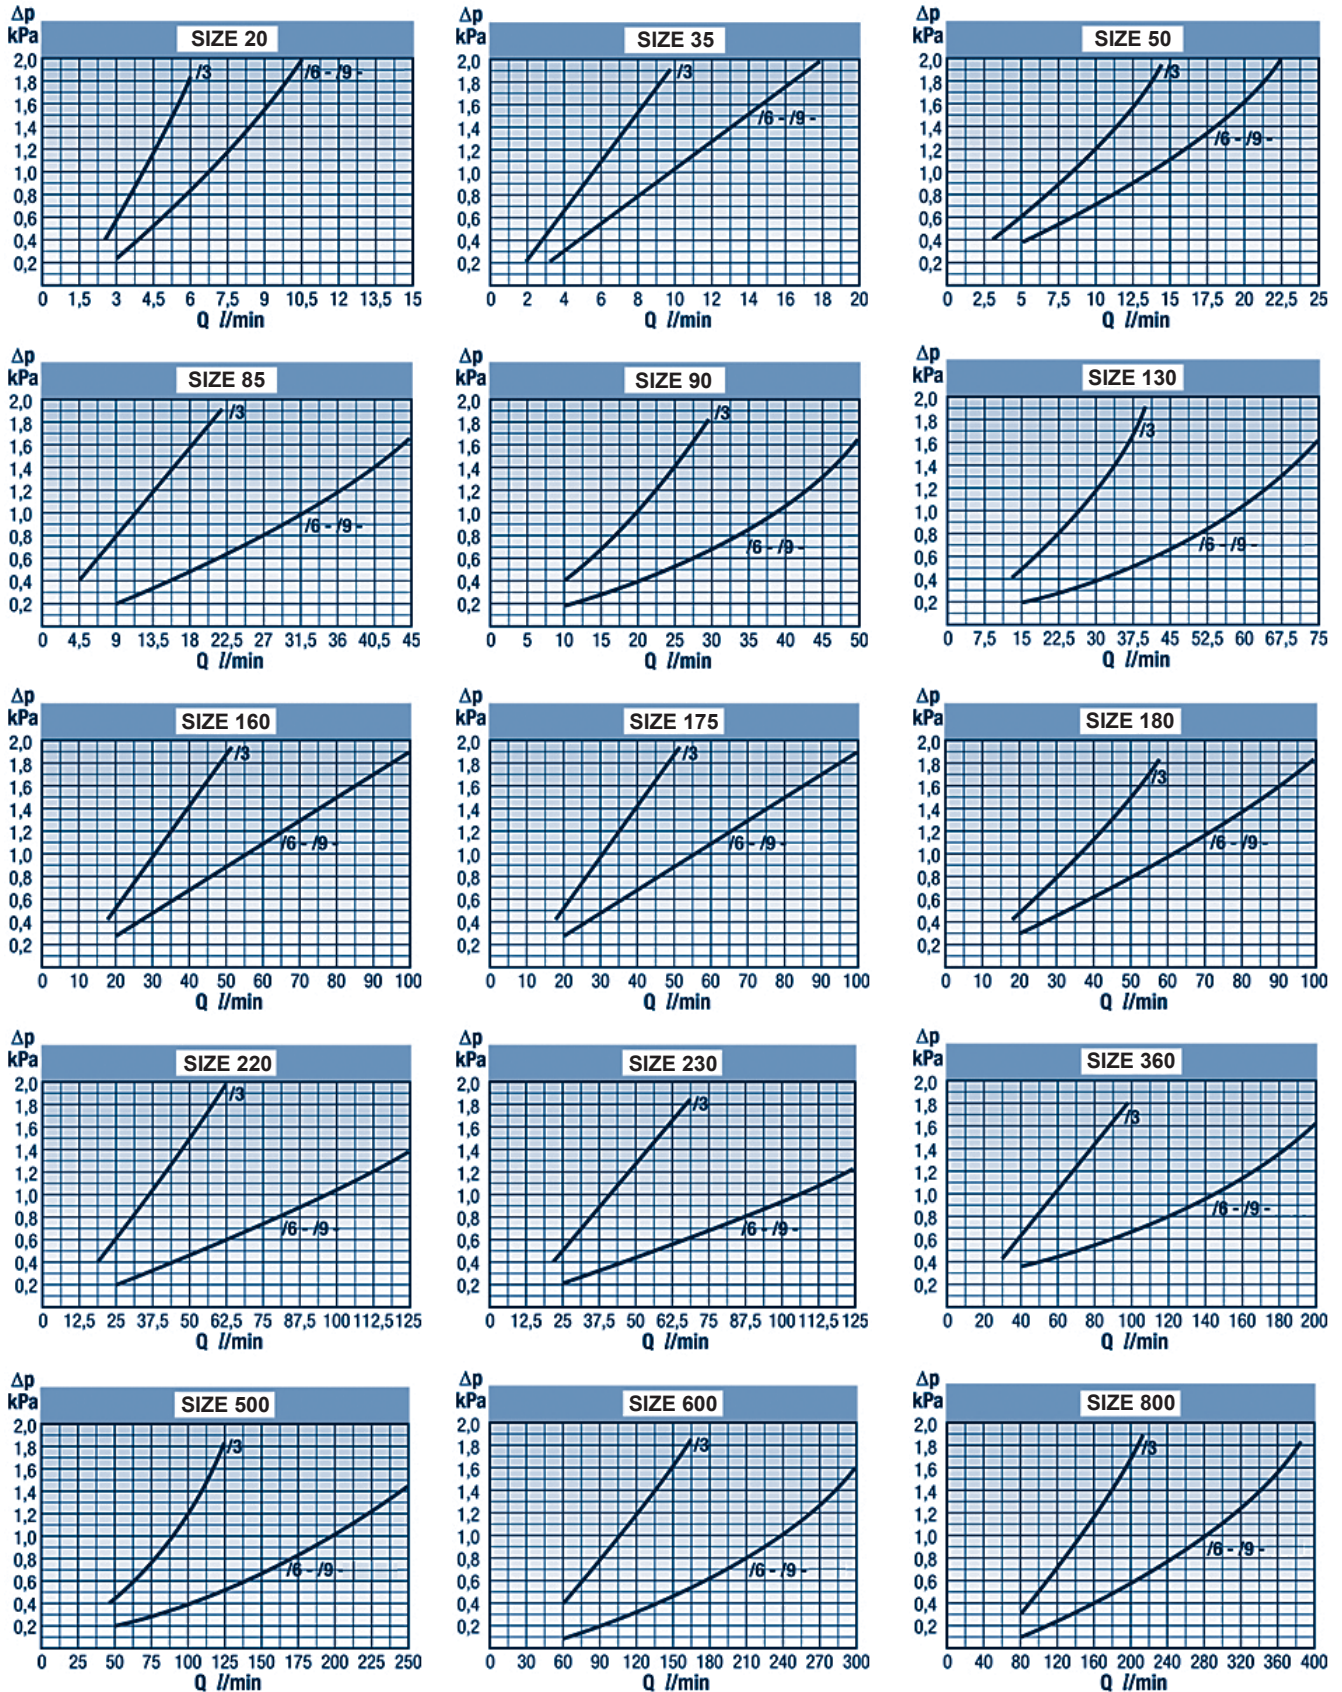 Δp
kPa
SIZE 20
2,0
1,8
1,6
1,4
1,2
1,0
0,8
0,6
0,4
0,2
/3
/6 - /9 -
0 1,5 3 4,5 6 7,5 9 10,5 12 13,5 15
Q l/min
Δp
kPa
SIZE 35
2,0
1,8
1,6
1,4
1,2
1,0
0,8
0,6
0,4
0,2
/3
/6 - /9 -
0 2 4 6 8 10 12 14 16 18 20
Q l/min
Δp
kPa
SIZE 50
2,0
1,8
1,6
1,4
1,2
1,0
0,8
0,6
0,4
0,2
/3
/6 - /9 -
0 2,5 5 7,5 10 12,5 15 17,5 20 22,5 25
Q l/min
Δp
kPa
SIZE 85
2,0
1,8
1,6
1,4
1,2
1,0
0,8
0,6
0,4
0,2
/3
/6 - /9 -
0 4,5 9 13,5 18 22,5 27 31,5 36 40,5 45
Q l/min
Δp
kPa
SIZE 90
2,0
1,8
1,6
1,4
1,2
1,0
0,8
0,6
0,4
0,2
/3
/6 - /9 -
0 5 10 15 20 25 30 35 40 45 50
Q l/min
Δp
kPa
SIZE 130
2,0
1,8
1,6
1,4
1,2
1,0
0,8
0,6
0,4
0,2
/3
/6 - /9 -
0 7,5 15 22,5 30 37,5 45 52,5 60 67,5 75
Q l/min
Δp
kPa
SIZE 160
2,0
1,8
1,6
1,4
1,2
1,0
0,8
0,6
0,4
0,2
/3
/6 - /9 -
0 10 20 30 40 50 60 70 80 90 100
Q l/min
Δp
kPa
SIZE 175
2,0
1,8
1,6
1,4
1,2
1,0
0,8
0,6
0,4
0,2
/3
/6 - /9 -
0 10 20 30 40 50 60 70 80 90 100
Q l/min
Δp
kPa
SIZE 180
2,0
1,8
1,6
1,4
1,2
1,0
0,8
0,6
0,4
0,2
/3
/6 - /9 -
0 10 20 30 40 50 60 70 80 90 100
Q l/min
Δp
kPa
SIZE 220
2,0
1,8
1,6
1,4
1,2
1,0
0,8
0,6
0,4
0,2
/3
/6 - /9 -
0 12,5 25 37,5 50 62,5 75 87,5 100 112,5 125
Q l/min
Δp
kPa
SIZE 230
2,0
1,8
1,6
1,4
1,2
1,0
0,8
0,6
0,4
0,2
/3
/6 - /9 -
0 12,5 25 37,5 50 62,5 75 87,5 100 112,5 125
Q l/min
Δp
kPa
SIZE 360
2,0
1,8
1,6
1,4
1,2
1,0
0,8
0,6
0,4
0,2
/3
/6 - /9 -
0 20 40 60 80 100 120 140 160 180 200
Q l/min
Δp
kPa
SIZE 500
2,0
1,8
1,6
1,4
1,2
1,0
0,8
0,6
0,4
0,2
/3
/6 - /9 -
0 25 50 75 100 125 150 175 200 225 250
Q l/min
Δp
kPa
SIZE 600
2,0
1,8
1,6
1,4
1,2
1,0
0,8
0,6
0,4
0,2
/3
/6 - /9 -
0 30 60 90 120 150 180 210 240 270 300
Q l/min
Δp
kPa
SIZE 800
2,0
1,8
1,6
1,4
1,2
1,0
0,8
0,6
0,4
0,2
/3
/6 - /9 -
0 40 80 120 160 200 240 280 320 360 400
Q l/min